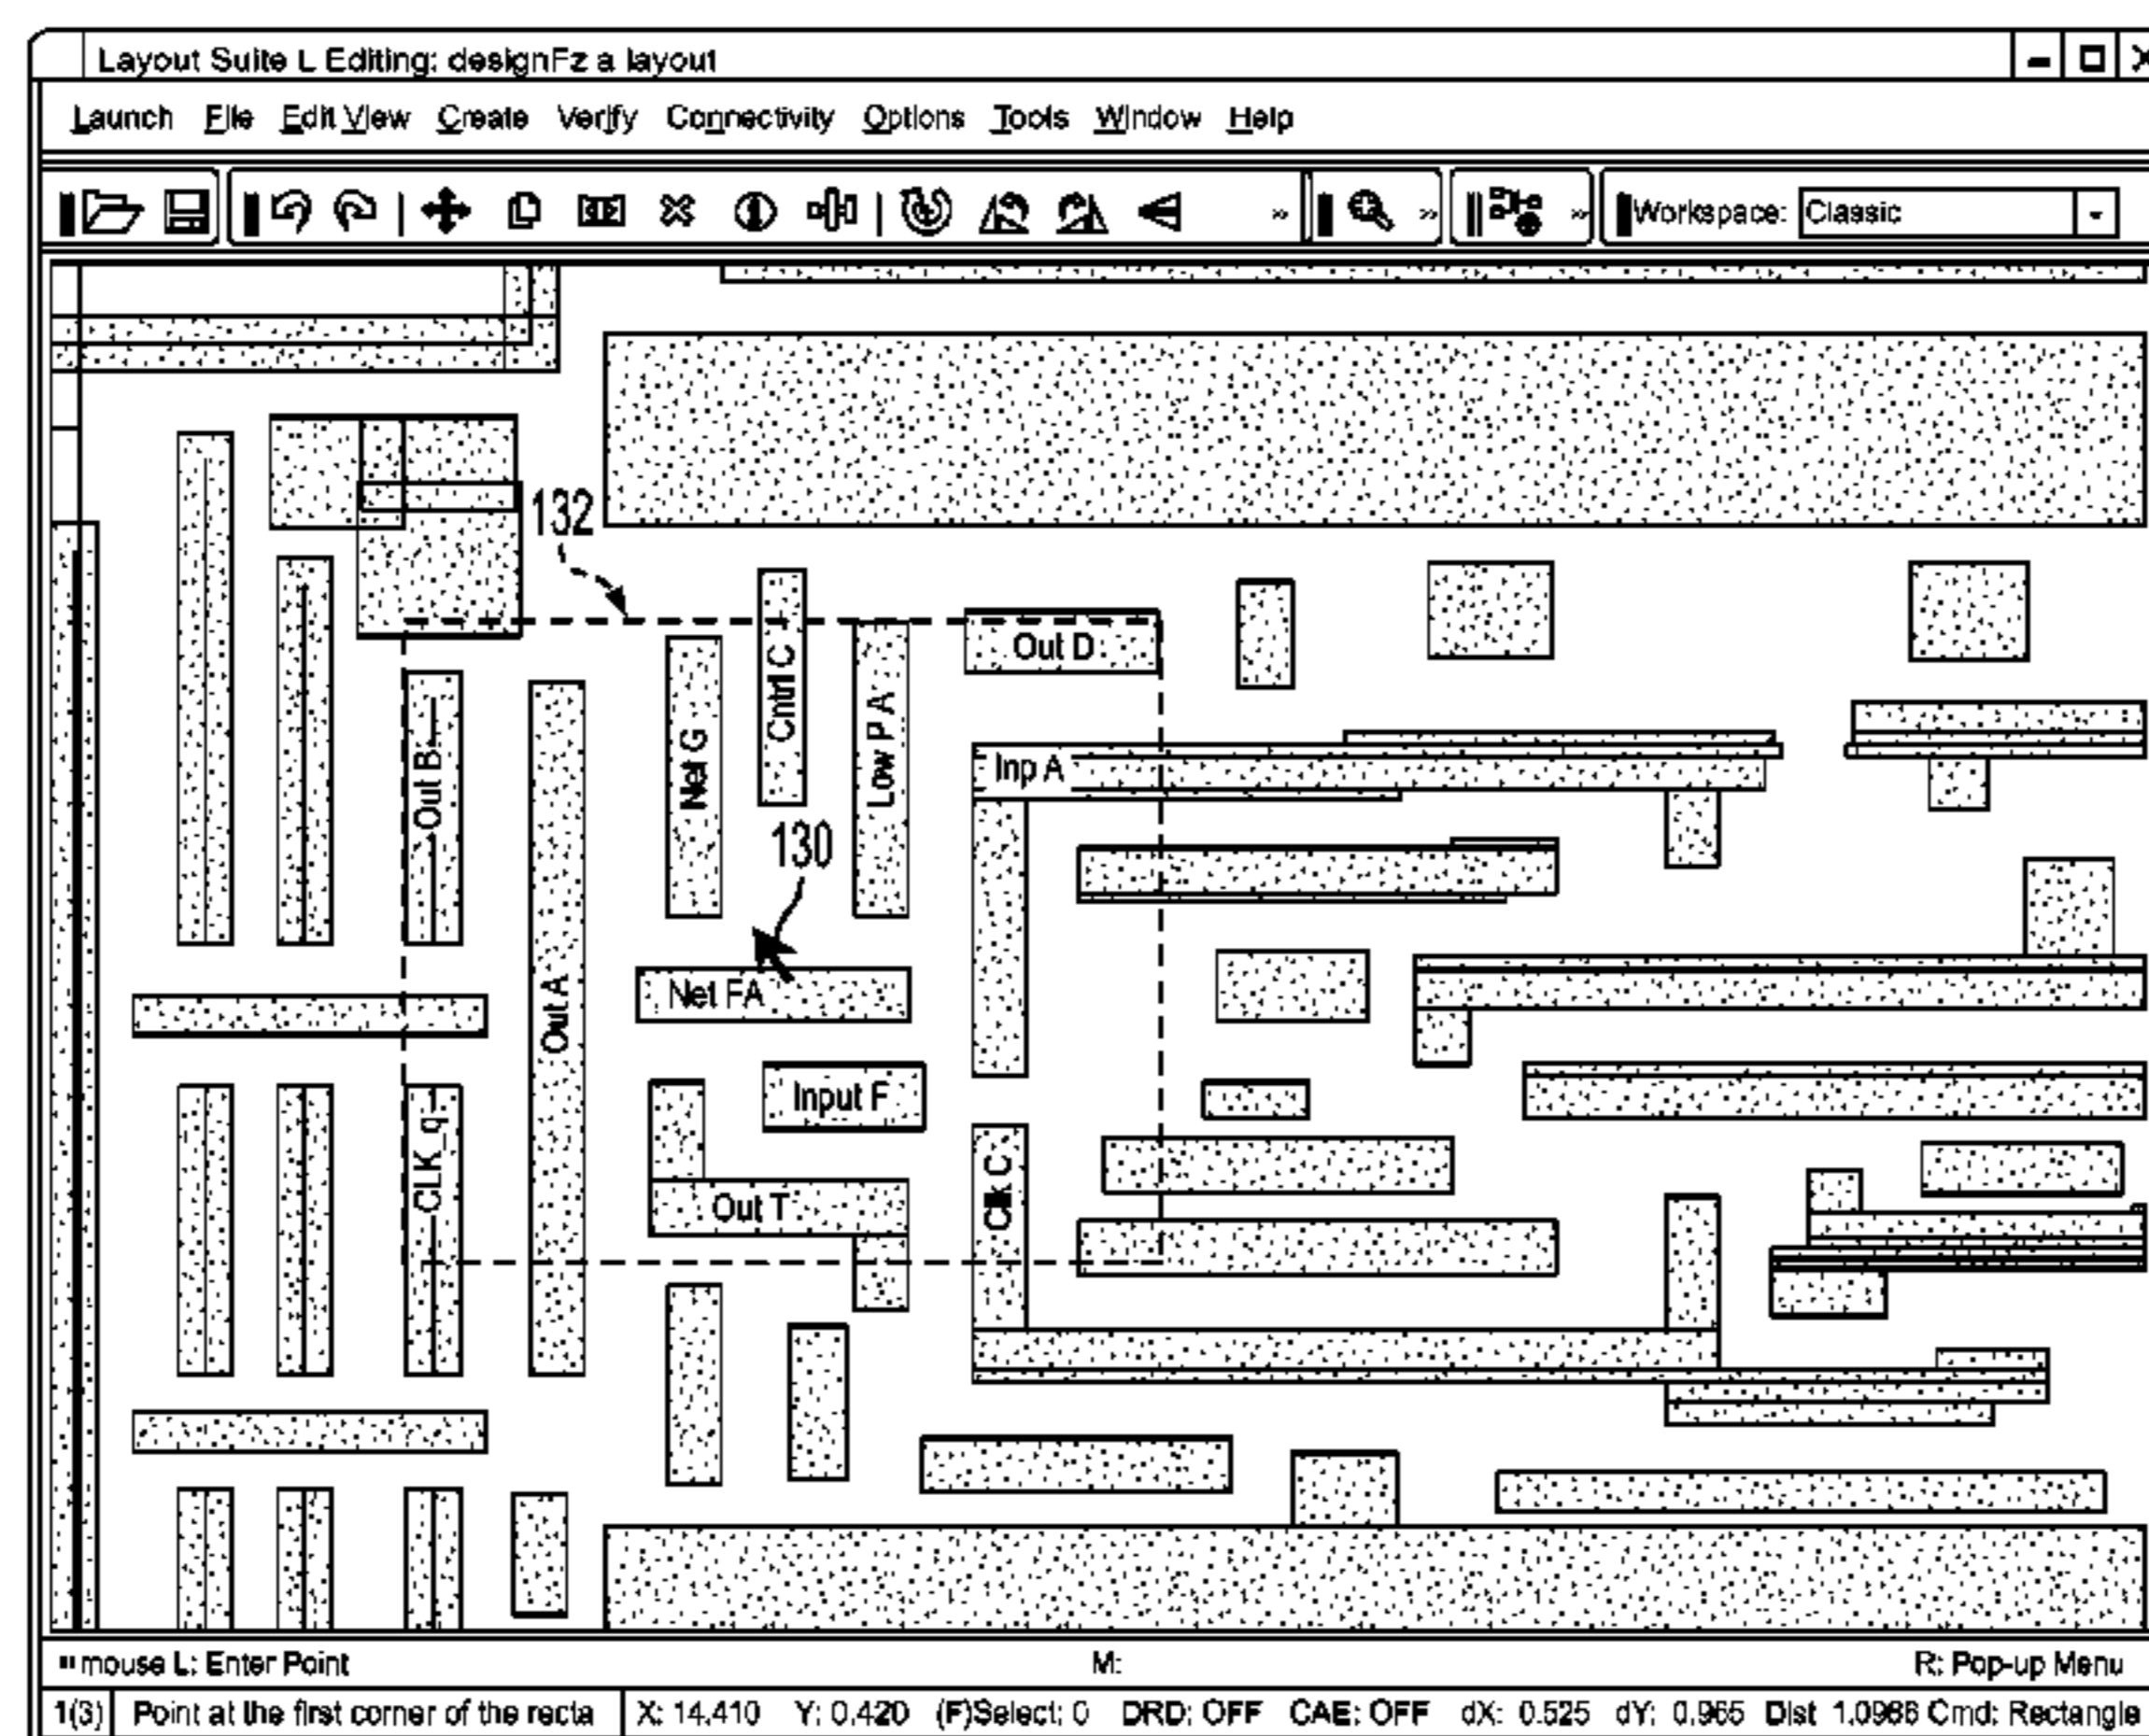 Layout Suite L Editing: designFz a layout
Launch File Edit View Create Verify Connectivity Options Tools Window Help
Workspace: Classic
132
Out D
Cntrl C
Net G
Low P A
Out B
Inp A
130
Net FA
Out A
Input F
CLK_q
Clk C
Out T
mouse L: Enter Point M: R: Pop-up Menu
1(3) Point at the first corner of the recta X: 14.410 Y: 0.420 (F)Select: 0 DRD: OFF CAE: OFF dX: 0.525 dY: 0.965 Dist 1.0986 Cmd: Rectangle